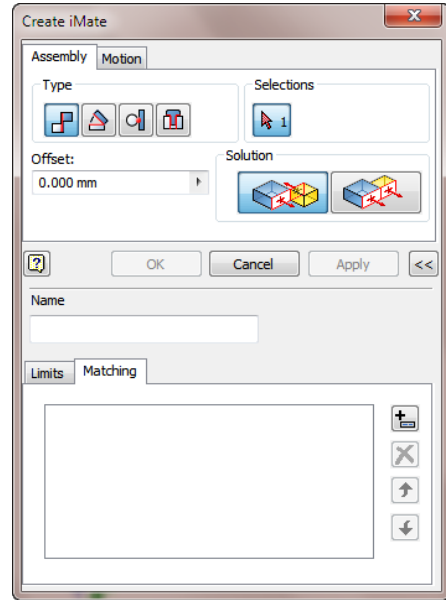 Create iMate
Assembly Motion
Type Selections
1
Offset: Solution
0.000 mm
? OK Cancel Apply <<
Name
Limits Matching